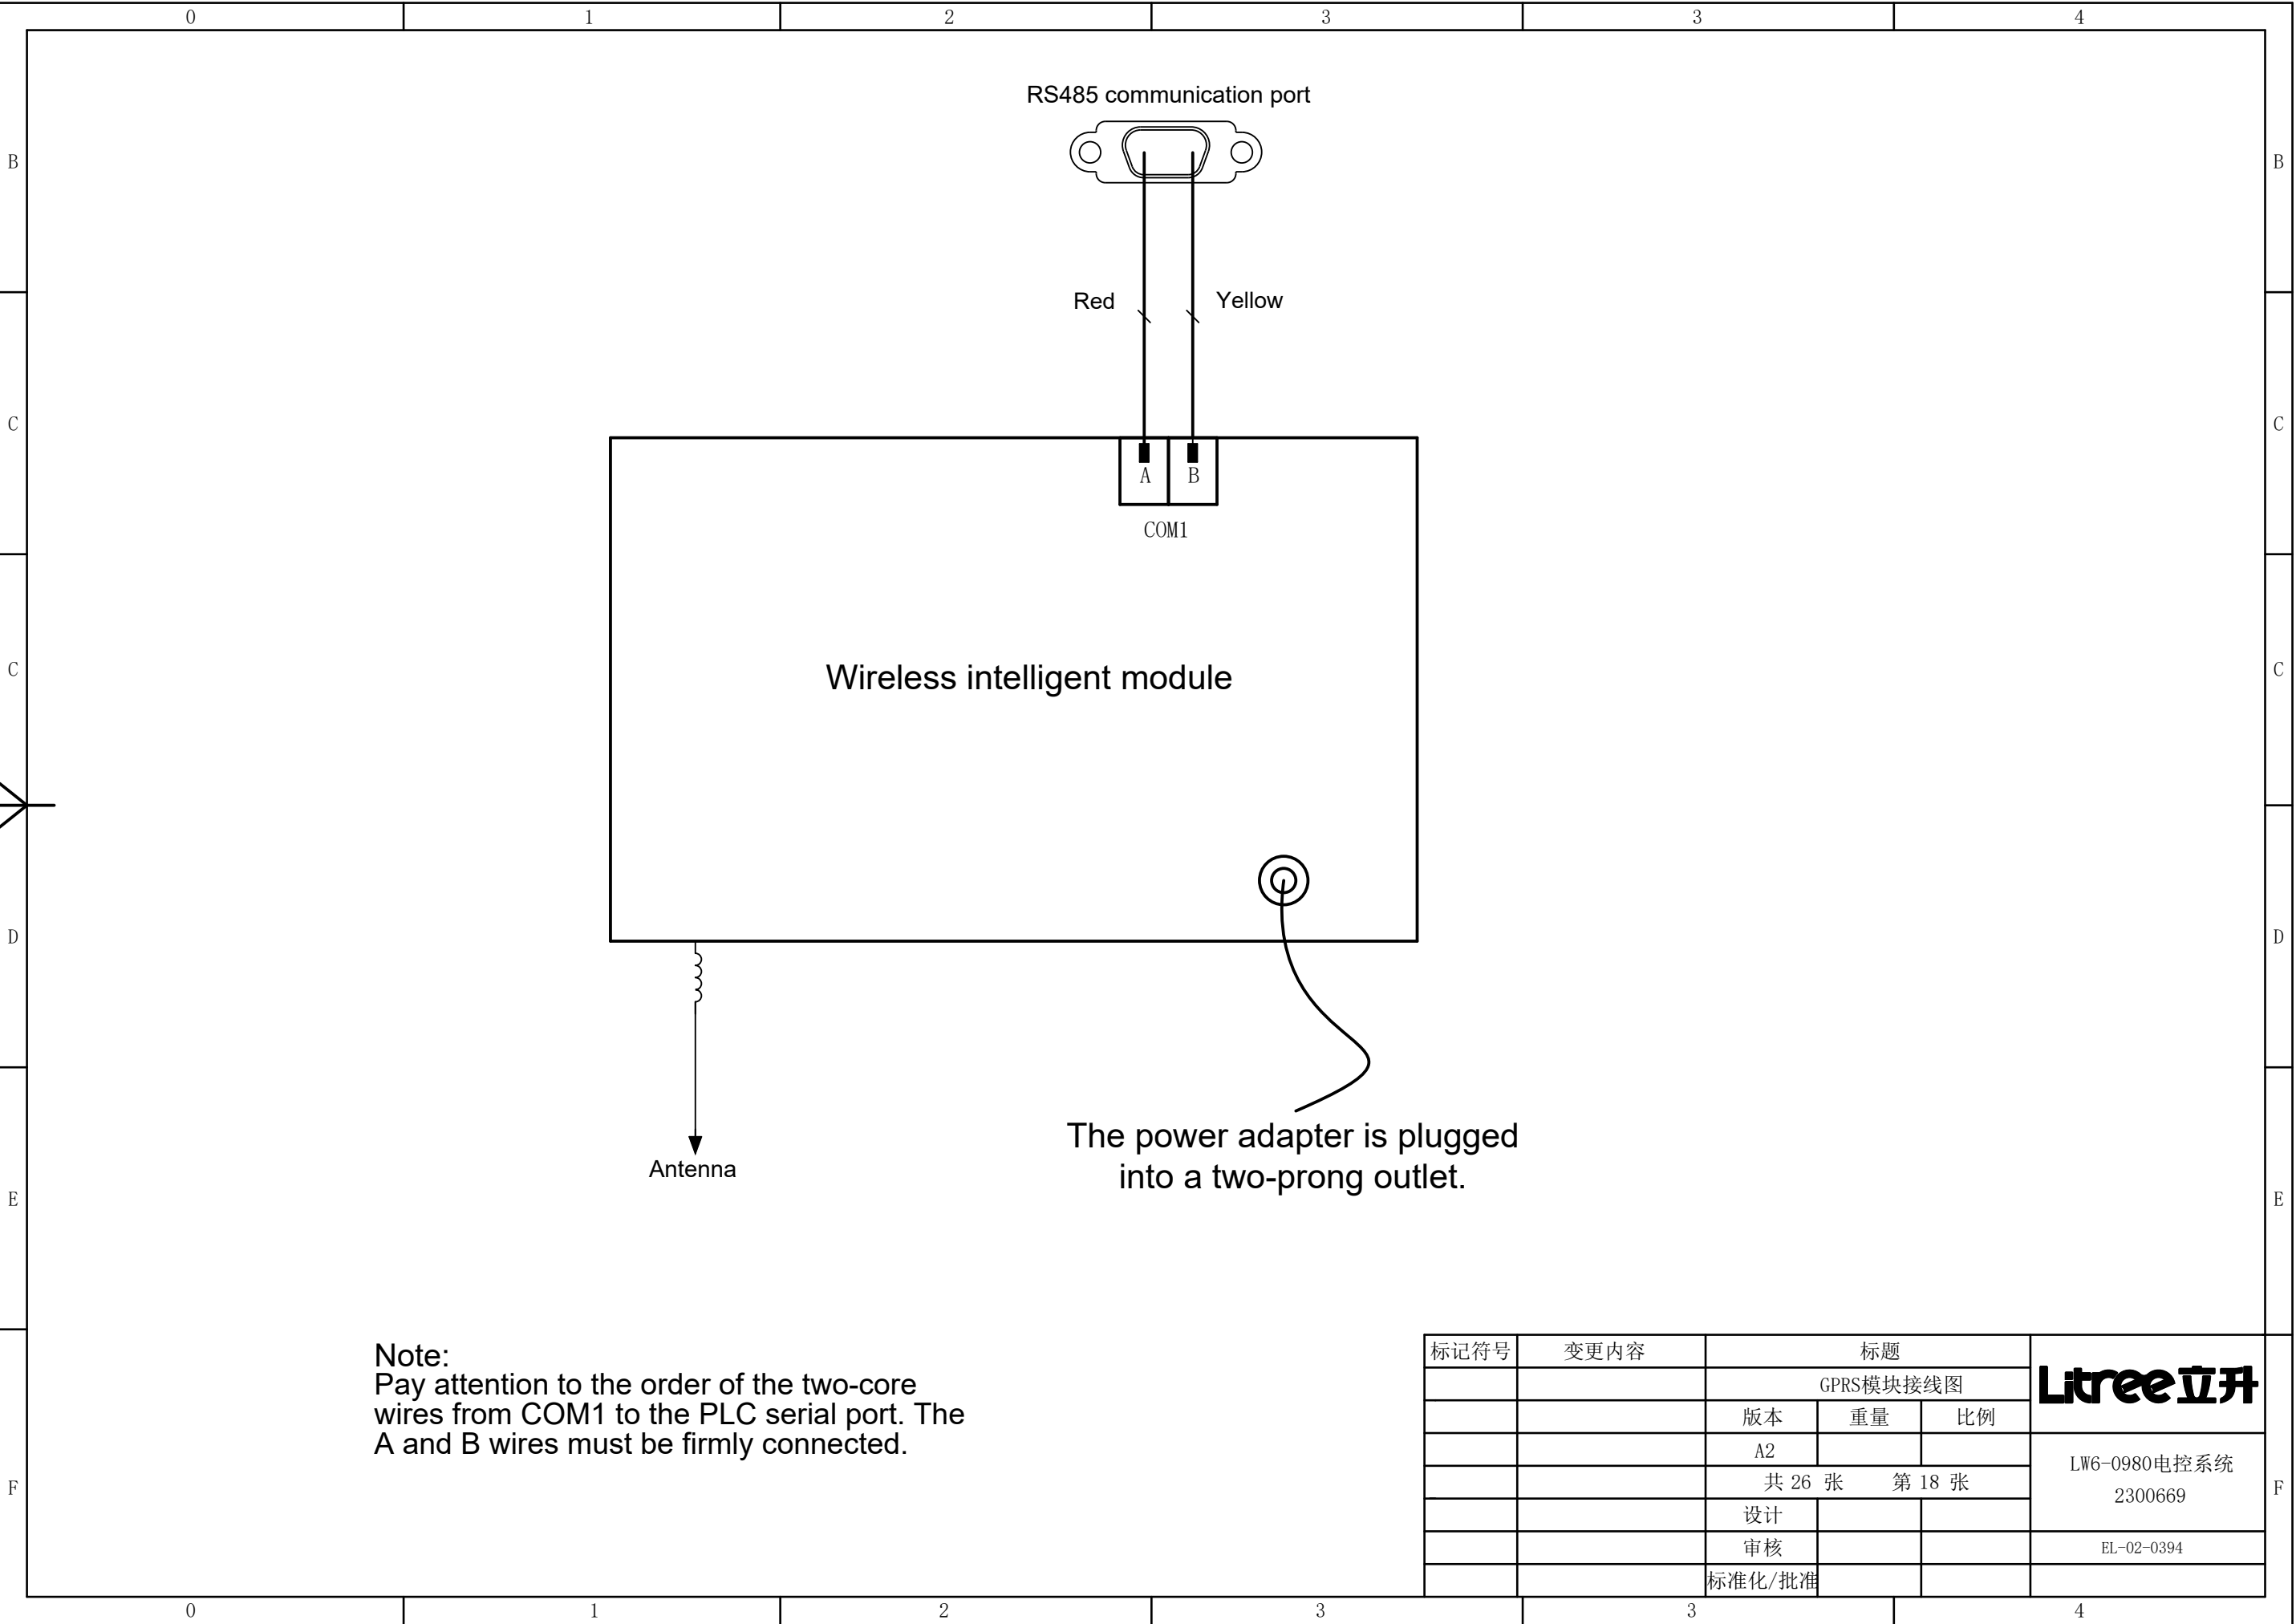 0 1 2 3 3 4
RS485 communication port
B B
Red Yellow
C C
A B
COM1
C C
Wireless intelligent module
D D
The power adapter is plugged
into a two-prong outlet.
Antenna
E E
Note:
Pay attention to the order of the two-core
wires from COM1 to the PLC serial port. The
A and B wires must be firmly connected.
标记符号 变更内容 标题
GPRS模块接线图
Litree立升
版本 重量 比例
A2
共 26 张 第 18 张
LW6-0980电控系统
2300669
设计
审核
EL-02-0394
标准化/批准
F F
0 1 2 3 3 4